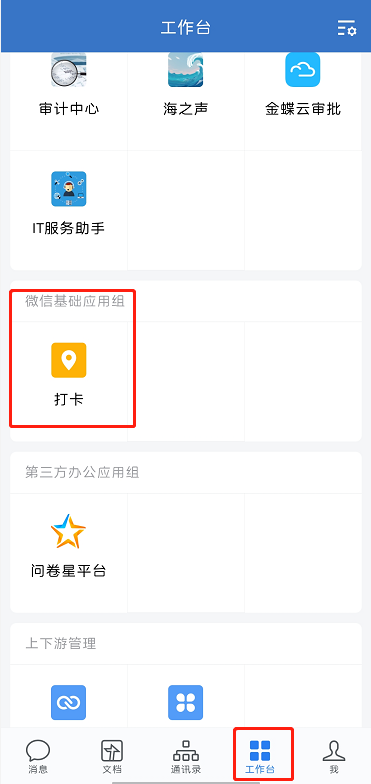 工作台
审计中心 海之声 金蝶云审批
IT服务助手
微信基础应用组
打卡
第三方办公应用组
问卷星平台
上下游管理
消息 文档 通讯录 工作台 我